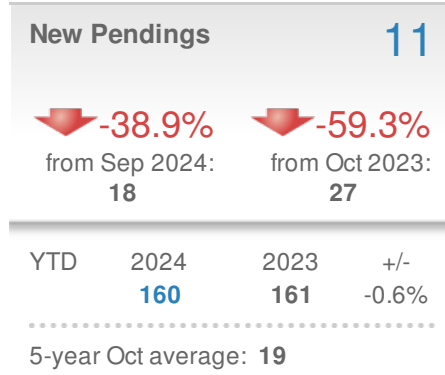 New Pendings 11
-38.9% -59.3%
from Sep 2024: from Oct 2023:
18 27
YTD 2024 2023 +/-
160 161 -0.6%
5-year Oct average: 19